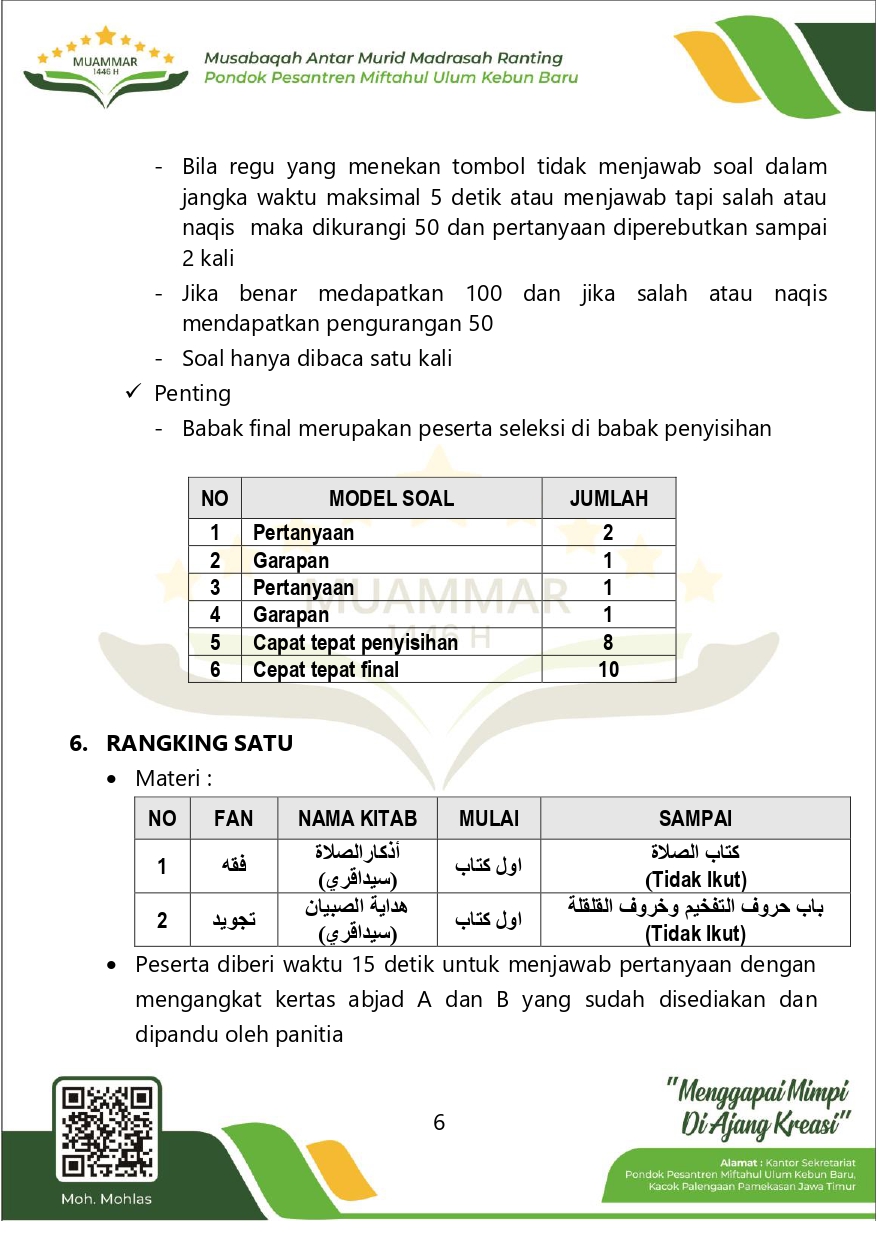 MUAMMAR
1446 H
Musabaqah Antar Murid Madrasah Ranting
Pondok Pesantren Miftahul Ulum Kebun Baru
- Bila regu yang menekan tombol tidak menjawab soal dalam
jangka waktu maksimal 5 detik atau menjawab tapi salah atau
naqis maka dikurangi 50 dan pertanyaan diperebutkan sampai
2 kali
- Jika benar medapatkan 100 dan jika salah atau naqis
mendapatkan pengurangan 50
- Soal hanya dibaca satu kali
✓ Penting
- Babak final merupakan peserta seleksi di babak penyisihan
NO MODEL SOAL JUMLAH
1 Pertanyaan 2
2 Garapan 1
3 Pertanyaan 1
4 Garapan 1
5 Capat tepat penyisihan 8
6 Cepat tepat final 10
MUAMMAR
1446 H
6. RANGKING SATU
• Materi :
NO FAN NAMA KITAB MULAI SAMPAI
1 فقه أذكارالصلاة (سيداقري) اول كتاب كتاب الصلاة (Tidak Ikut)
2 تجويد هداية الصبيان (سيداقري) اول كتاب باب حروف التفخيم وخروف القلقلة (Tidak Ikut)
• Peserta diberi waktu 15 detik untuk menjawab pertanyaan dengan
mengangkat kertas abjad A dan B yang sudah disediakan dan
dipandu oleh panitia
6
Moh. Mohlas
"Menggapai Mimpi
Di Ajang Kreasi"
Alamat : Kantor Sekretariat
Pondok Pesantren Miftahul Ulum Kebun Baru,
Kacok Palengaan Pamekasan Jawa Timur